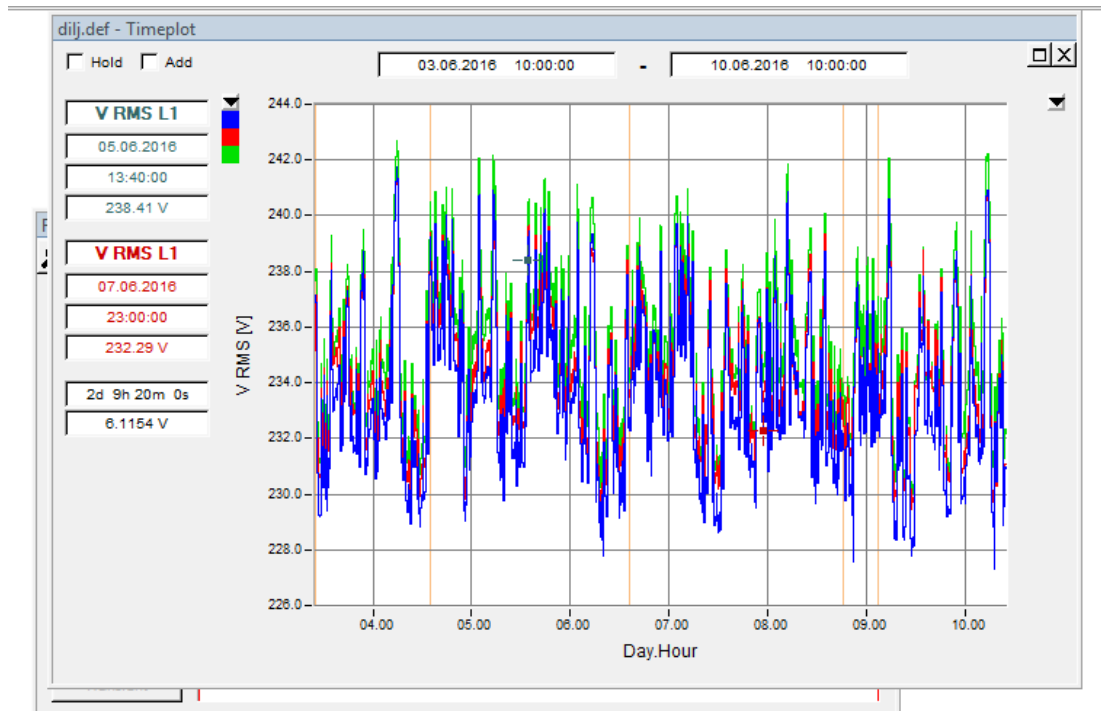 dilj.def - Timeplot
Hold Add 03.06.2016 10:00:00 - 10.06.2016 10:00:00
V RMS L1
05.06.2016
13:40:00
238.41 V
V RMS L1
07.06.2016
23:00:00
232.29 V
2d 9h 20m 0s
6.1154 V
V RMS [V]
244.0
242.0
240.0
238.0
236.0
234.0
232.0
230.0
228.0
226.0
04.00 05.00 06.00 07.00 08.00 09.00 10.00
Day.Hour